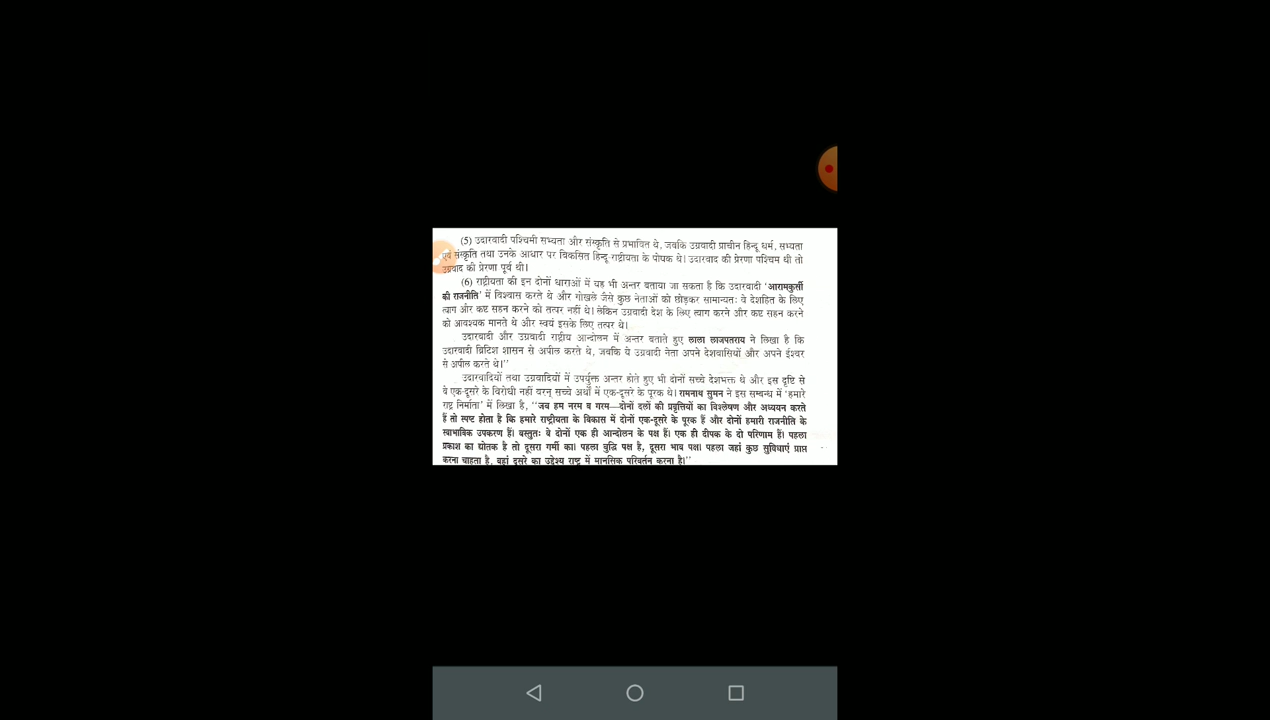 (5) उदारवादी पश्चिमी सभ्यता और संस्कृति से प्रभावित थे, जबकि उग्रवादी प्राचीन हिन्दू धर्म, सभ्यता
एवं संस्कृति तथा उनके आधार पर विकसित हिन्दू राष्ट्रीयता के पोषक थे। उदारवाद की प्रेरणा पश्चिम थी तो
उग्रवाद की प्रेरणा पूर्व थी।
(6) राष्ट्रीयता की इन दोनों धाराओं में यह भी अन्तर बताया जा सकता है कि उदारवादी ‘आरामकुर्सी
की राजनीति’ में विश्वास करते थे और गोखले जैसे कुछ नेताओं को छोड़कर सामान्यतः वे देशहित के लिए
त्याग और कष्ट सहन करने को तत्पर नहीं थे। लेकिन उग्रवादी देश के लिए त्याग करने और कष्ट सहन करने
को आवश्यक मानते थे और स्वयं इसके लिए तत्पर थे।
उदारवादी और उग्रवादी राष्ट्रीय आन्दोलन में अन्तर बताते हुए लाला लाजपतराय ने लिखा है कि
उदारवादी ब्रिटिश शासन से अपील करते थे, जबकि ये उग्रवादी नेता अपने देशवासियों और अपने ईश्वर
से अपील करते थे।’’
उदारवादियों तथा उग्रवादियों में उपर्युक्त अन्तर होते हुए भी दोनों सच्चे देशभक्त थे और इस दृष्टि से
वे एक-दूसरे के विरोधी नहीं वरन् सच्चे अर्थों में एक-दूसरे के पूरक थे। रामनाथ सुमन ने इस सम्बन्ध में ‘हमारे
राष्ट्र निर्माता’ में लिखा है, ‘‘जब हम नरम व गरम—दोनों दलों की प्रवृत्तियों का विश्लेषण और अध्ययन करते
हैं तो स्पष्ट होता है कि हमारे राष्ट्रीयता के विकास में दोनों एक-दूसरे के पूरक हैं और दोनों हमारी राजनीति के
स्वाभाविक उपकरण हैं। वस्तुतः वे दोनों एक ही आन्दोलन के पक्ष हैं। एक ही दीपक के दो परिणाम हैं। पहला
प्रकाश का द्योतक है तो दूसरा गर्मी का। पहला बुद्धि पक्ष है, दूसरा भाव पक्ष। पहला जहां कुछ सुविधाएं प्राप्त
करना चाहता है, वहां दूसरे का उद्देश्य राष्ट्र में मानसिक परिवर्तन करना है।’’